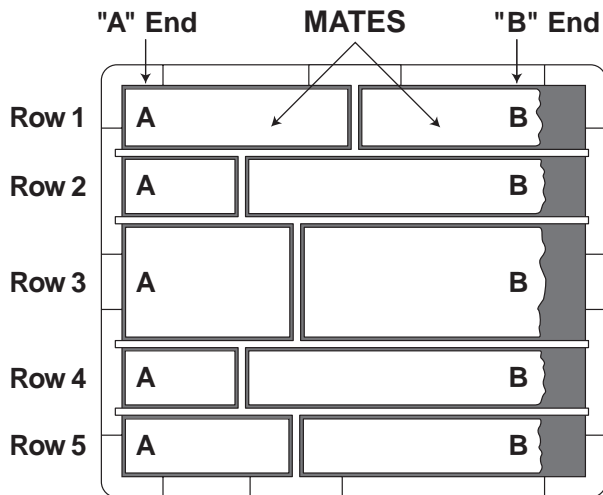 "A" End MATES "B" End
Row 1 A B
Row 2 A B
Row 3 A B
Row 4 A B
Row 5 A B